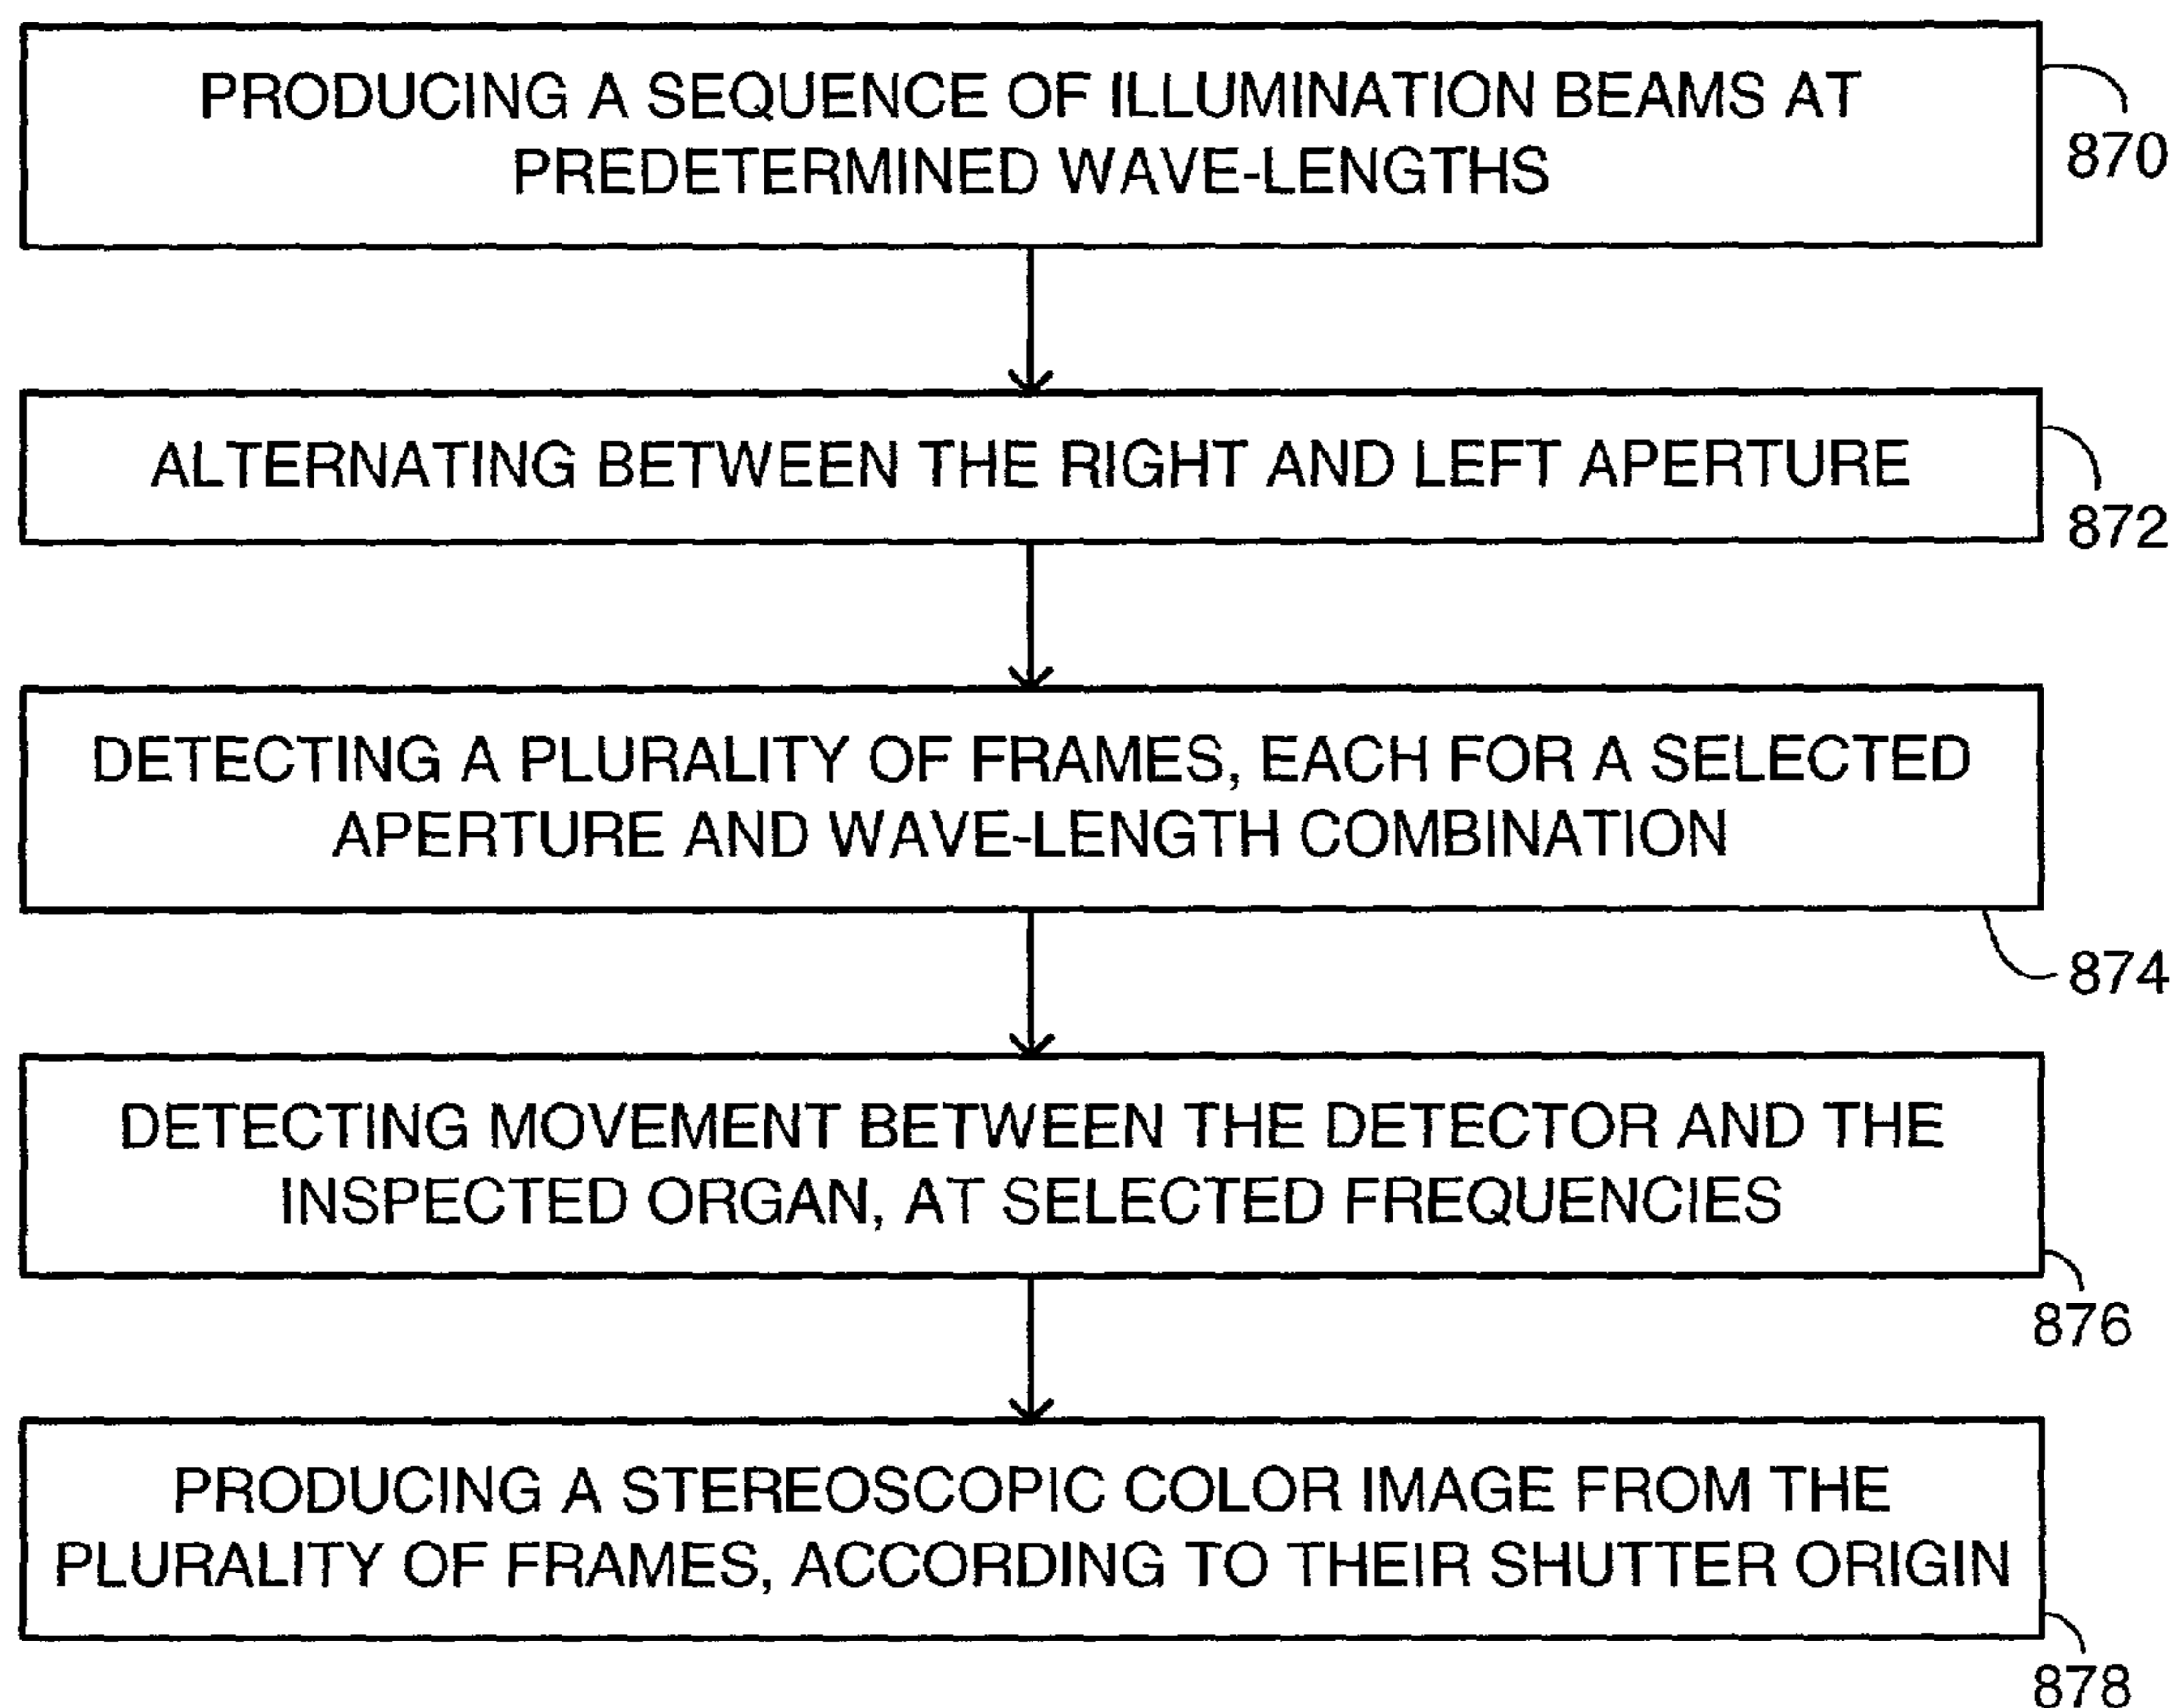 PRODUCING A SEQUENCE OF ILLUMINATION BEAMS AT
PREDETERMINED WAVE-LENGTHS
870
ALTERNATING BETWEEN THE RIGHT AND LEFT APERTURE
872
DETECTING A PLURALITY OF FRAMES, EACH FOR A SELECTED
APERTURE AND WAVE-LENGTH COMBINATION
874
DETECTING MOVEMENT BETWEEN THE DETECTOR AND THE
INSPECTED ORGAN, AT SELECTED FREQUENCIES
876
PRODUCING A STEREOSCOPIC COLOR IMAGE FROM THE
PLURALITY OF FRAMES, ACCORDING TO THEIR SHUTTER ORIGIN
878